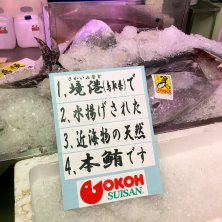 さかいみなと
1、境港(鳥取県)で
2、水揚げされた
3、近海物の天然
4、本鮪です
GOKOH
SUISAN